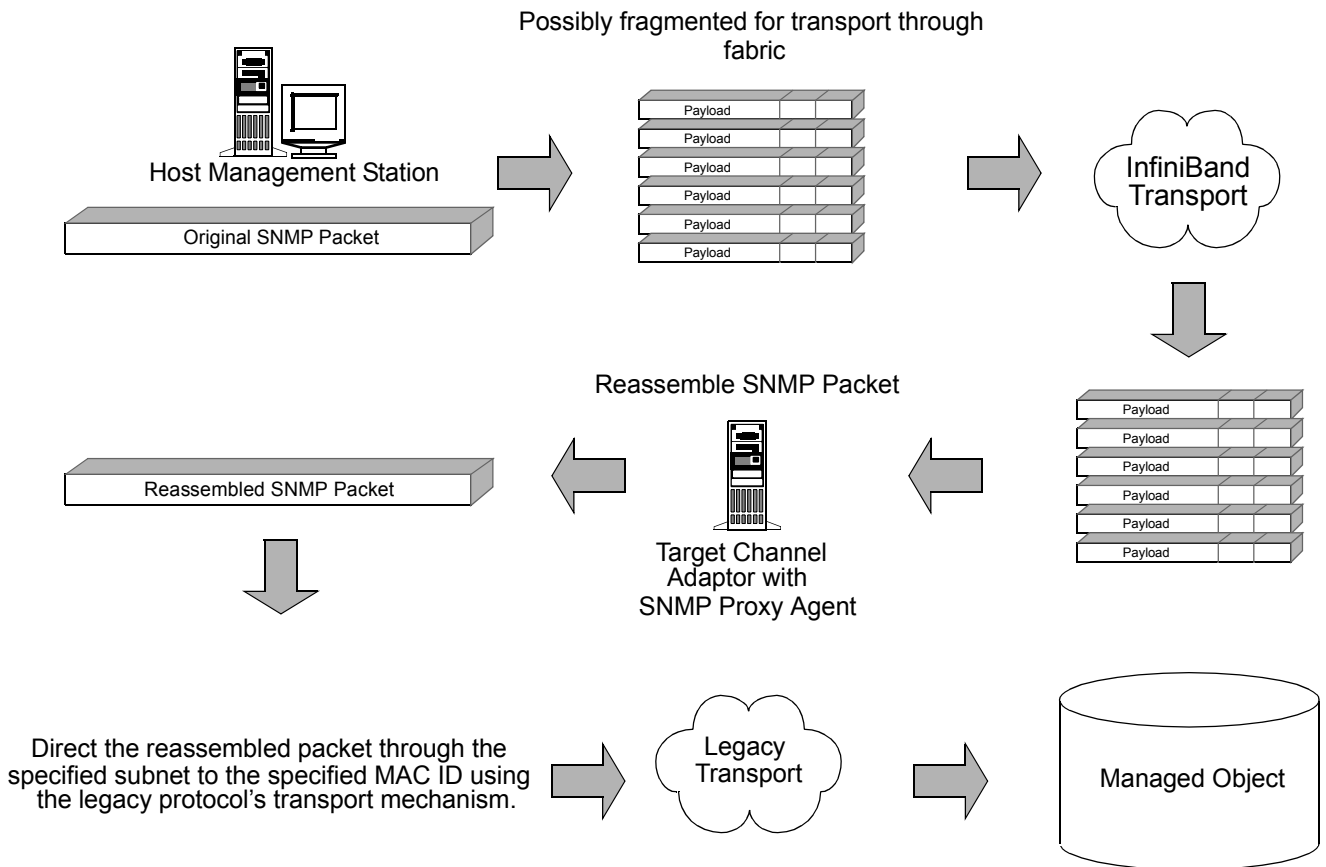 Possibly fragmented for transport through
fabric
Host Management Station
Original SNMP Packet
Payload
Payload
Payload
Payload
Payload
Payload
InfiniBand
Transport
Payload
Payload
Payload
Payload
Payload
Payload
Reassemble SNMP Packet
Target Channel
Adaptor with
SNMP Proxy Agent
Reassembled SNMP Packet
Direct the reassembled packet through the
specified subnet to the specified MAC ID using
the legacy protocol's transport mechanism.
Legacy
Transport
Managed Object